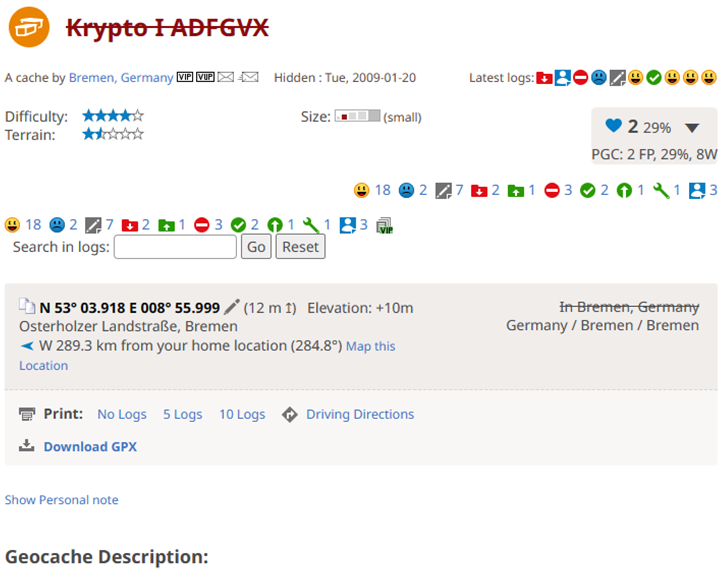 Krypto I ADFGVX
A cache by Bremen, Germany VIP VUP Hidden : Tue, 2009-01-20 Latest logs:
Difficulty: Size: (small)
Terrain:
2 29%
PGC: 2 FP, 29%, 8W
18 2 7 2 1 3 2 1 1 3
18 2 7 2 1 3 2 1 1 3 VIP
Search in logs: Go Reset
N 53° 03.918 E 008° 55.999 (12 m ↕) Elevation: +10m In Bremen, Germany
Osterholzer Landstraße, Bremen Germany / Bremen / Bremen
W 289.3 km from your home location (284.8°) Map this
Location
Print: No Logs 5 Logs 10 Logs Driving Directions
Download GPX
Show Personal note
Geocache Description: